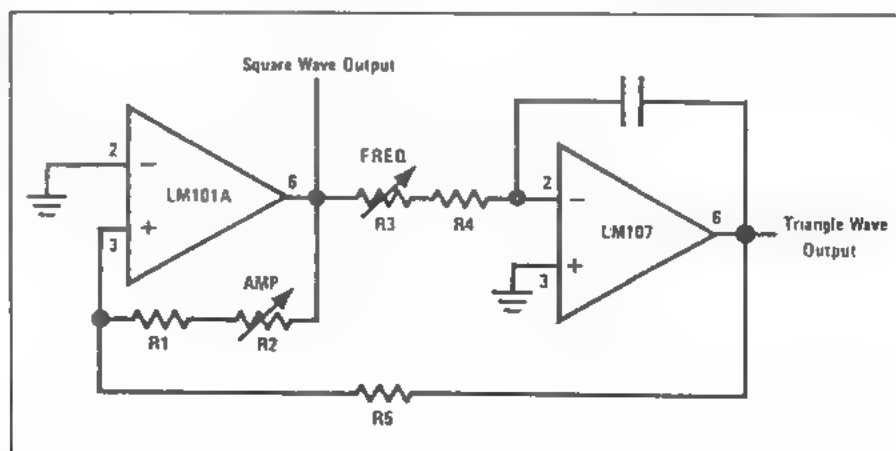 Square Wave Output
2
−
LM101A
6
+
3
FREQ
R3
R4
2
−
LM107
6
+
3
Triangle Wave
Output
AMP
R1
R2
R5